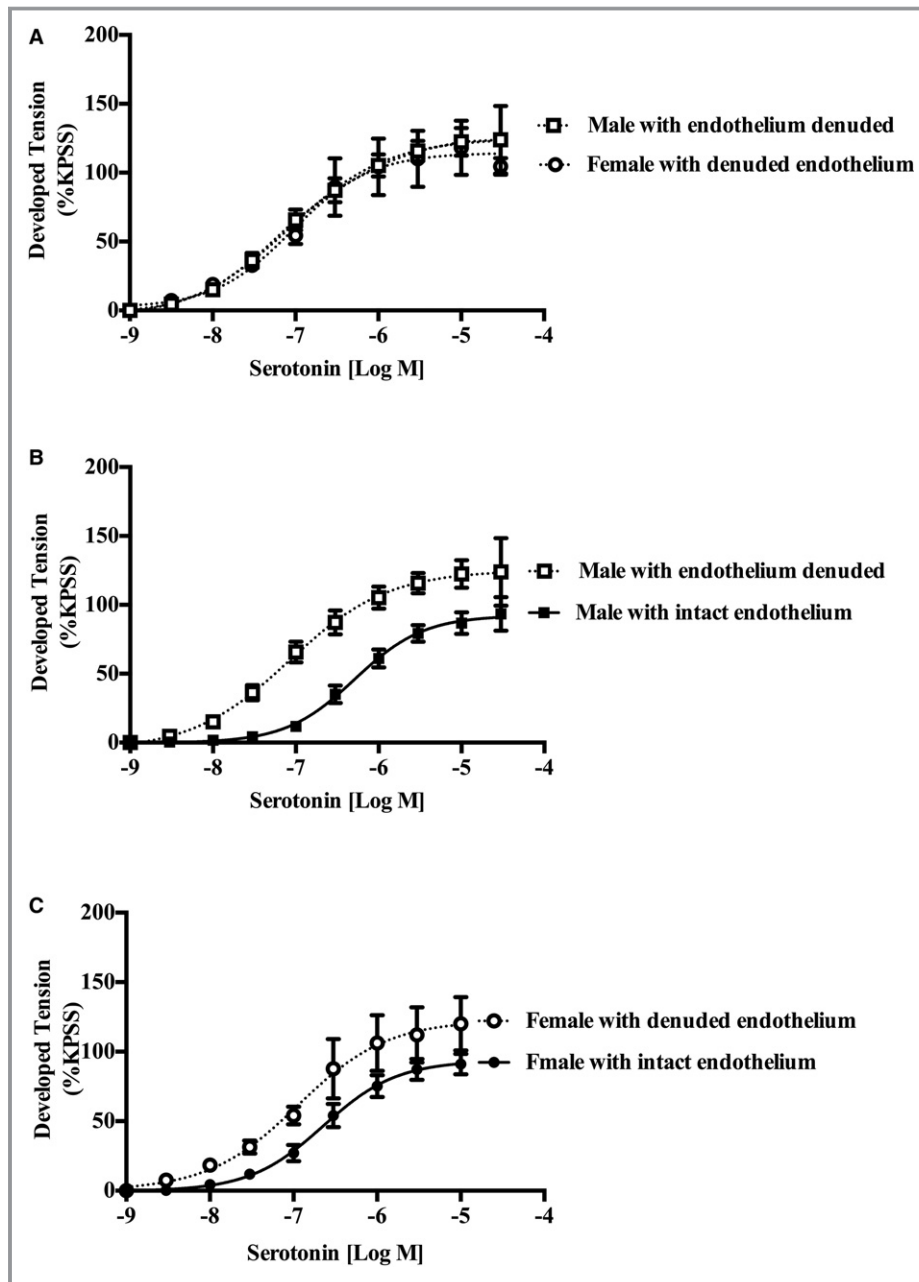 A
200
150
100
50
0
Developed Tension
(%KPSS)
-9 -8 -7 -6 -5 -4
Serotonin [Log M]
Male with endothelium denuded
Female with denuded endothelium
B
200
150
100
50
0
Developed Tension
(%KPSS)
-9 -8 -7 -6 -5 -4
Serotonin [Log M]
Male with endothelium denuded
Male with intact endothelium
C
200
150
100
50
0
Developed Tension
(%KPSS)
-9 -8 -7 -6 -5 -4
Serotonin [Log M]
Female with denuded endothelium
Fmale with intact endothelium